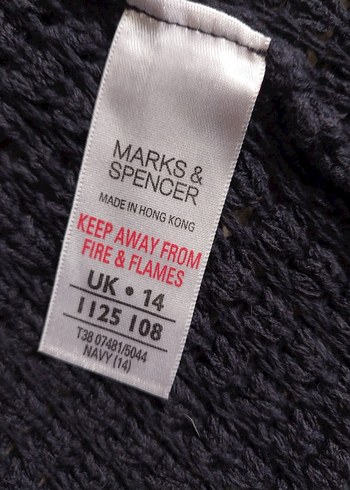 MARKS &
SPENCER
MADE IN HONG KONG
KEEP AWAY FROM
FIRE & FLAMES
UK • 14
1125 108
T38 07481/5044
NAVY (14)